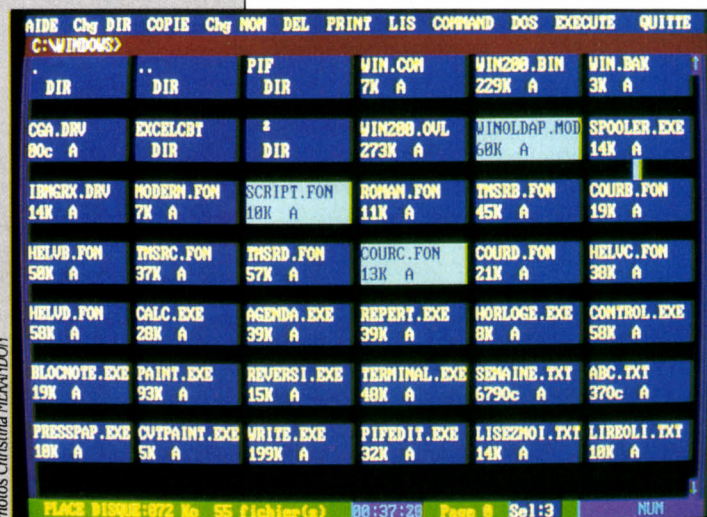 AIDE Chg DIR COPIE Chg NOM DEL PRINT LIS COMMAND DOS EXECUTE QUITTE
C:\WINDOWS>
. .. PIF WIN.COM WIN200.BIN WIN.BAK
DIR DIR DIR 7K A 229K A 3K A
CGA.DRV EXCELCBT 2 WIN200.OVL WINOLDAP.MOD SPOOLER.EXE
80c A DIR DIR 273K A 60K A 14K A
IBMGRX.DRV MODERN.FON SCRIPT.FON ROMAN.FON TMSRB.FON COURB.FON
14K A 7K A 10K A 11K A 45K A 19K A
HELVB.FON TMSRC.FON TMSRD.FON COURC.FON COURD.FON HELVC.FON
50K A 37K A 57K A 13K A 21K A 38K A
HELVD.FON CALC.EXE AGENDA.EXE REPERT.EXE HORLOGE.EXE CONTROL.EXE
58K A 28K A 39K A 39K A 8K A 58K A
BLOCNOTE.EXE PAINT.EXE REVERSI.EXE TERMINAL.EXE SEMAINE.TXT ABC.TXT
19K A 93K A 15K A 48K A 6790c A 370c A
PRESSPAP.EXE CVTPAINT.EXE WRITE.EXE PIFEDIT.EXE LISEZMOI.TXT LIREOLI.TXT
10K A 5K A 199K A 32K A 14K A 10K A
PLACE DISQUE:872 Ko 55 fichier(s) 00:37:28 Page 0 Sel:3 NUM
Photos Christina MERAMDON